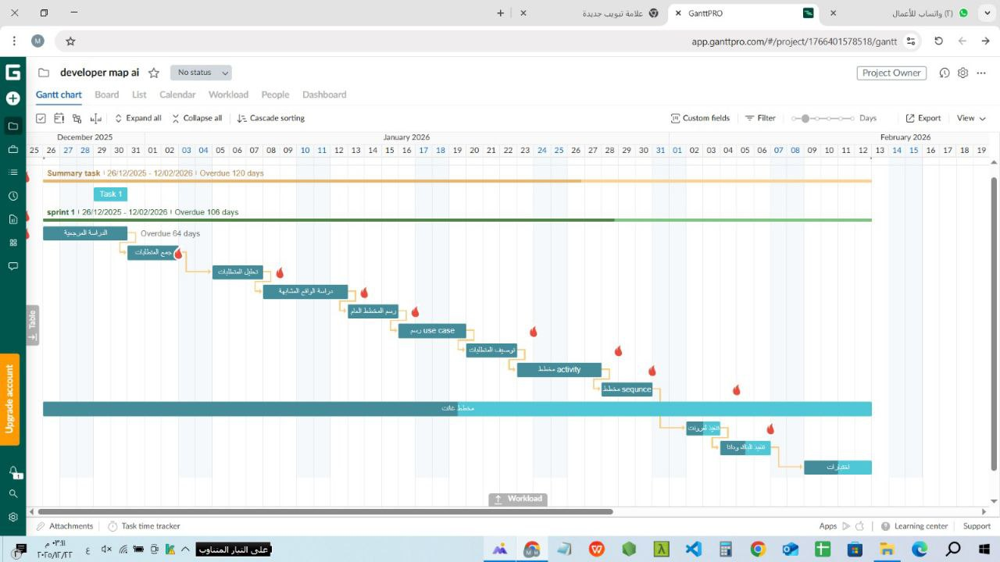 علامة تبويب جديدة
GanttPRO
(٢) واتساب للأعمال
M
app.ganttpro.com/#/project/1766401578518/gantt
developer map ai
No status
Project Owner
Gantt chart Board List Calendar Workload People Dashboard
Expand all Collapse all Cascade sorting Custom fields Filter Days Export View
December 2025 January 2026 February 2026
25 26 27 28 29 30 31 01 02 03 04 05 06 07 08 09 10 11 12 13 14 15 16 17 18 19 20 21 22 23 24 25 26 27 28 29 30 31 01 02 03 04 05 06 07 08 09 10 11 12 13 14 15 16 17 18 19
Summary task 26/12/2025 - 12/02/2026 Overdue 120 days
Task 1
sprint 1 26/12/2025 - 12/02/2026 Overdue 106 days
الدراسة المرجعية Overdue 64 days
جمع المتطلبات
تحليل المتطلبات
دراسة الواقع المشابهة
رسم المخطط العام
رسم use case
توصيف المتطلبات
مخطط activity
مخطط sequnce
مخطط غانت
تنفيذ الفرونت
تنفيذ الباك وداتا
اختبارات
Table
Upgrade account
1
Workload
Attachments Task time tracker Apps Learning center Support
٠٣:١١ م
٢٠٢٥/١٢/٢٢
ع
على التيار المتناوب